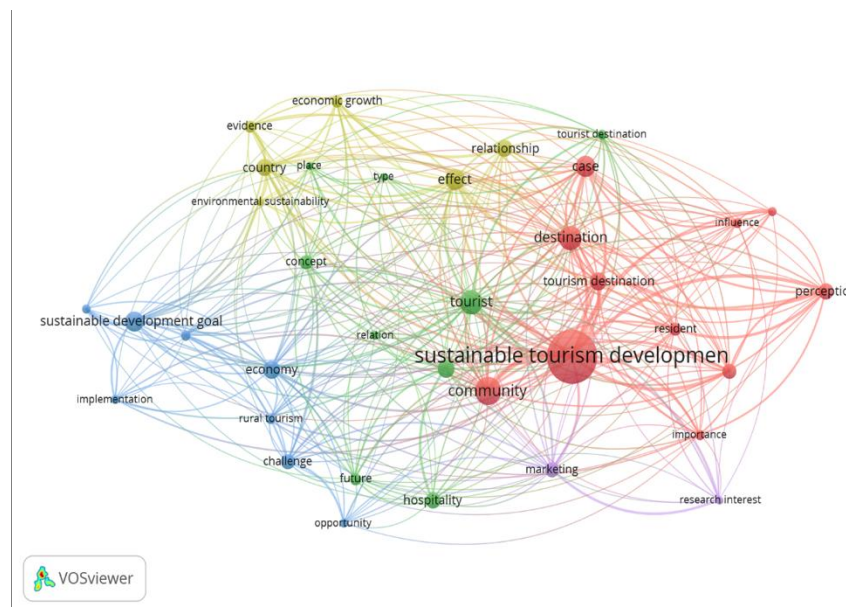 economic growth
evidence
tourist destination
relationship
case
place
country
type
effect
environmental sustainability
influence
destination
concept
tourism destination
perceptio
tourist
sustainable development goal
resident
relation
sustainable tourism developmen
economy
community
implementation
rural tourism
importance
challenge
marketing
future
hospitality
research interest
opportunity
VOSviewer